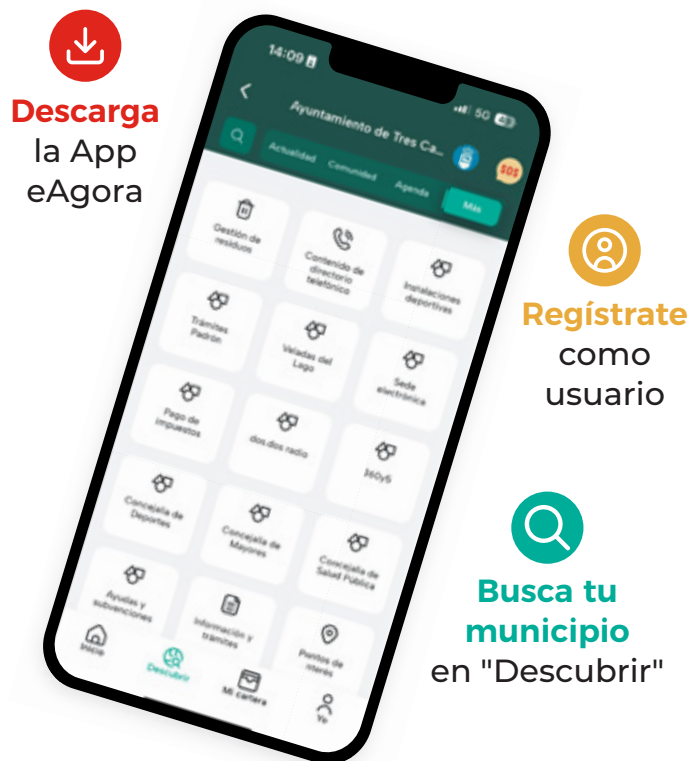 Descarga
la App
eAgora
14:09
5G
Ayuntamiento de Tres Ca...
SOS
Actualidad
Comunidad
Agenda
Más
Gestión de
residuos
Contenido de
directorio
telefónico
Instalaciones
deportivas
Trámites
Padrón
Veladas del
Lago
Sede
electrónica
Pago de
impuestos
dos.dos radio
360y5
Concejalía de
Deportes
Concejalía de
Mayores
Concejalía de
Salud Pública
Ayudas y
subvenciones
Información y
trámites
Puntos de
interés
Inicio
Descubrir
Mi cartera
Yo
Regístrate
como
usuario
Busca tu
municipio
en "Descubrir"